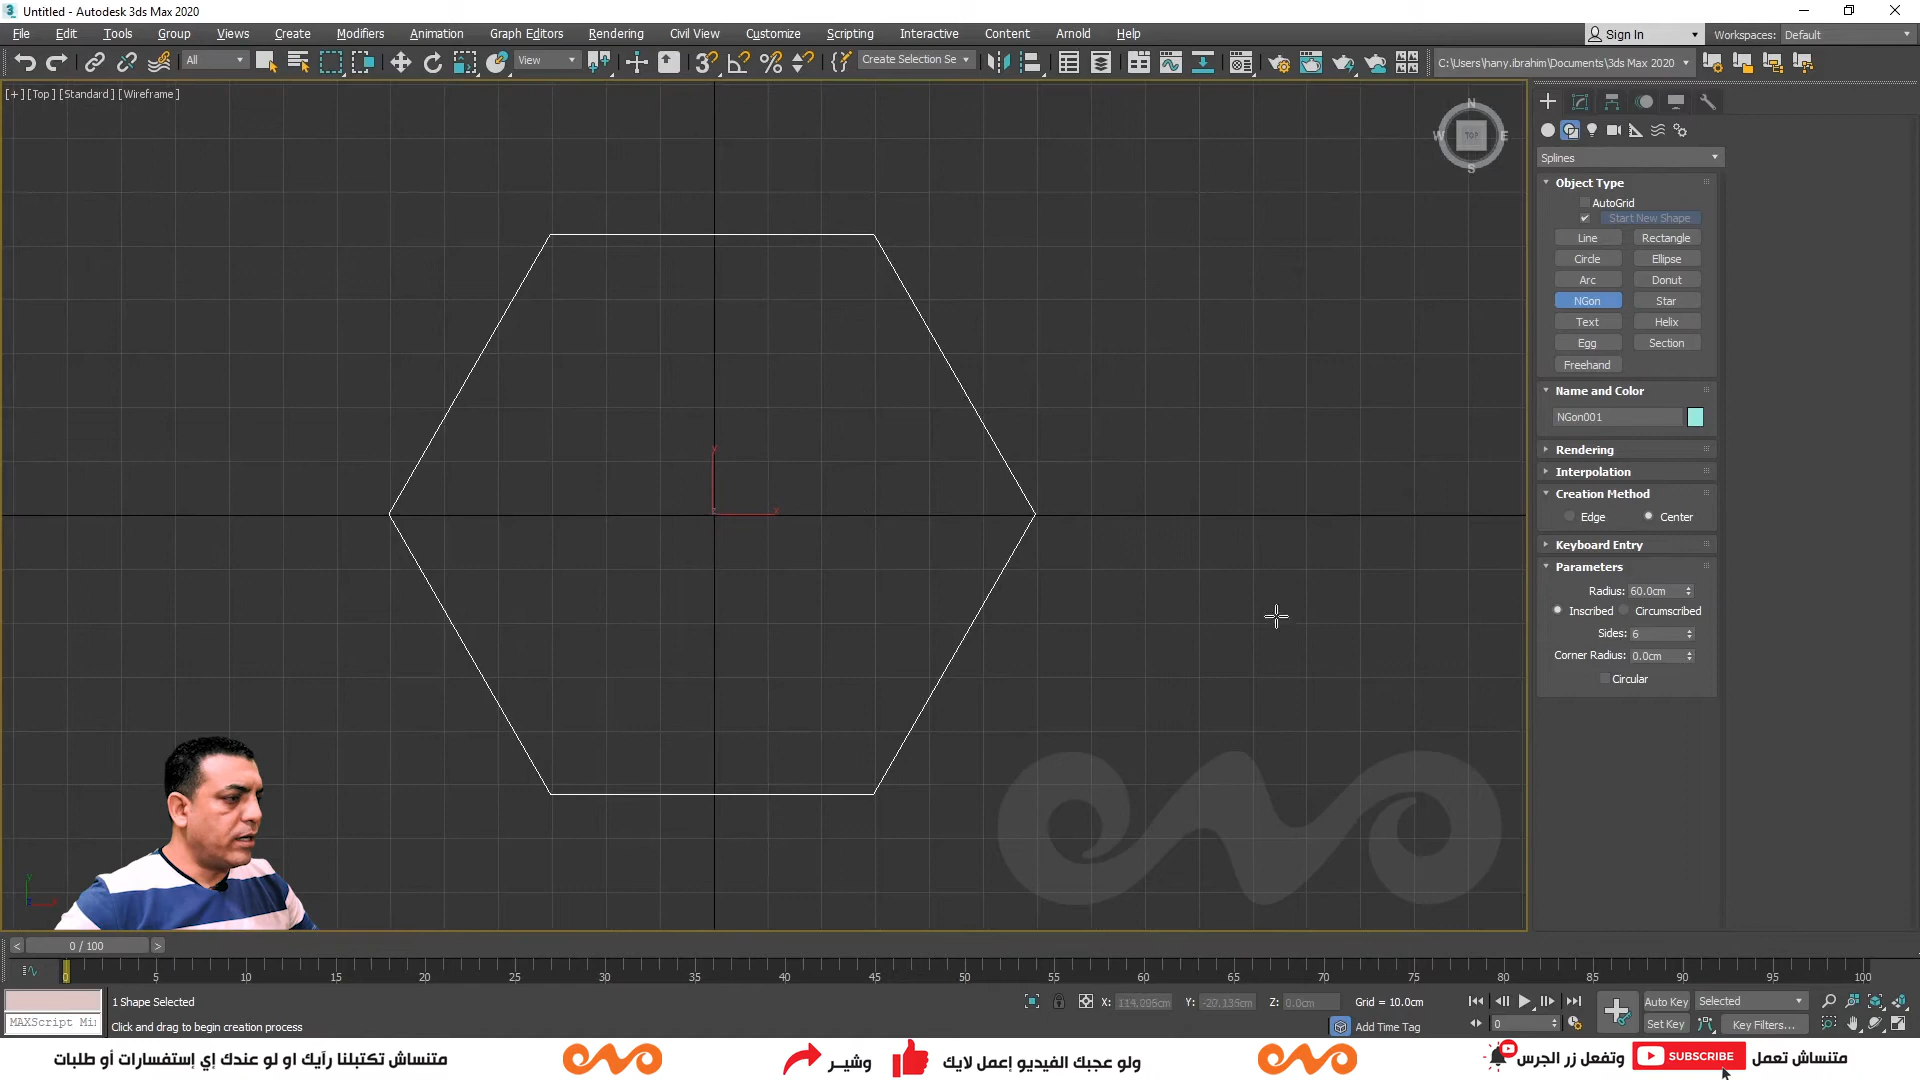 Untitled - Autodesk 3ds Max 2020
File Edit Tools Group Views Create Modifiers Animation Graph Editors Rendering Civil View Customize Scripting Interactive Content Arnold Help
Sign In Workspaces: Default
All View Create Selection Se C:\Users\hany.ibrahim\Documents\3ds Max 2020
[+] [Top] [Standard] [Wireframe]
N
W TOP E
S
Splines
Object Type
AutoGrid
Start New Shape
Line Rectangle
Circle Ellipse
Arc Donut
NGon Star
Text Helix
Egg Section
Freehand
Name and Color
NGon001
Rendering
Interpolation
Creation Method
Edge Center
Keyboard Entry
Parameters
Radius: 60.0cm
Inscribed Circumscribed
Sides: 6
Corner Radius: 0.0cm
Circular
< 0 / 100 >
0 5 10 15 20 25 30 35 40 45 50 55 60 65 70 75 80 85 90 95 100
1 Shape Selected X: 114.095cm Y: -20.135cm Z: 0.0cm Grid = 10.0cm
Auto Key Selected
MAXScript Mi
Click and drag to begin creation process
Add Time Tag
0
Set Key Key Filters...
متنساش تعمل SUBSCRIBE وتفعل زر الجرس
ولو عجبك الفيديو إعمل لايك وشير
متنساش تكتبلنا رأيك او لو عندك إي إستفسارات أو طلبات